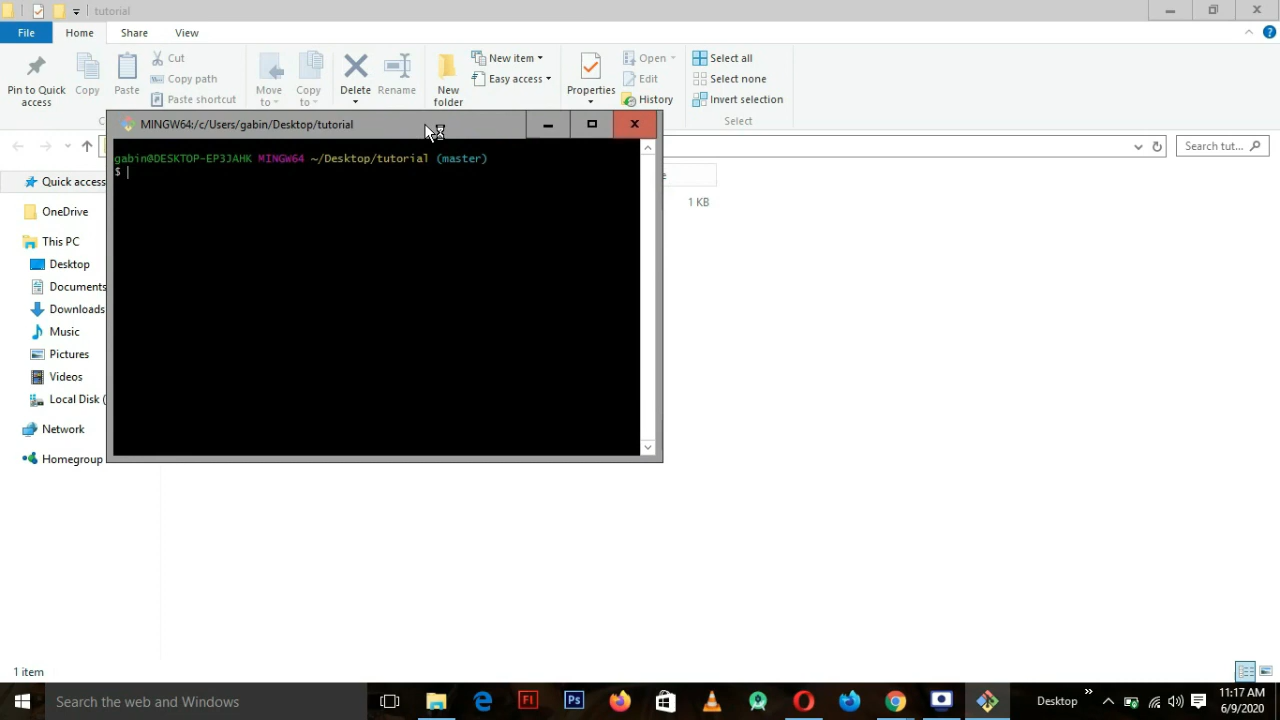 tutorial
File Home Share View
Pin to Quick access
Copy
Paste
Cut
Copy path
Paste shortcut
Move to
Copy to
Delete
Rename
New folder
New item
Easy access
Properties
Open
Edit
History
Select all
Select none
Invert selection
Select
MINGW64:/c/Users/gabin/Desktop/tutorial
Search tut...
gabin@DESKTOP-EP3JAHK MINGW64 ~/Desktop/tutorial (master)
$
1 KB
Quick access
OneDrive
This PC
Desktop
Documents
Downloads
Music
Pictures
Videos
Local Disk (
Network
Homegroup
1 item
Search the web and Windows
Fl
Ps
Desktop
11:17 AM
6/9/2020